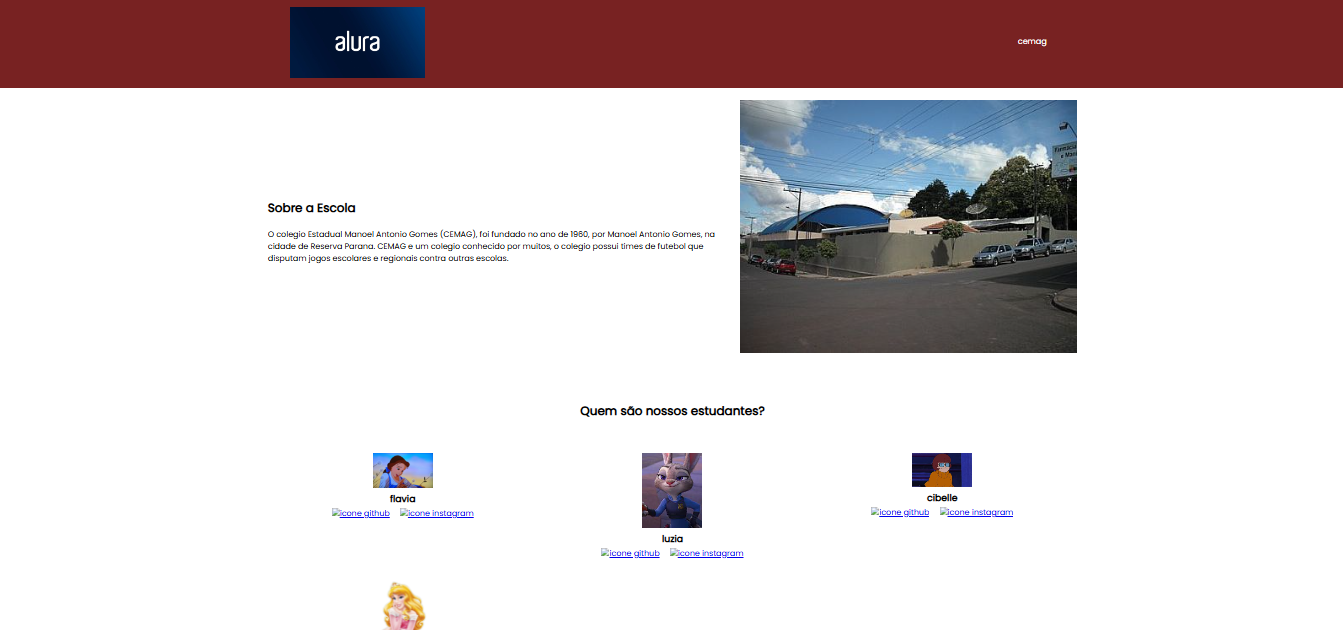 alura
cemag
Sobre a Escola
O colegio Estadual Manoel Antonio Gomes (CEMAG), foi fundado no ano de 1960, por Manoel Antonio Gomes, na
cidade de Reserva Parana. CEMAG e um colegio conhecido por muitos, o colegio possui times de futebol que
disputam jogos escolares e regionais contra outras escolas.
Quem são nossos estudantes?
flavia
icone github icone instagram
luzia
icone github icone instagram
cibelle
icone github icone instagram